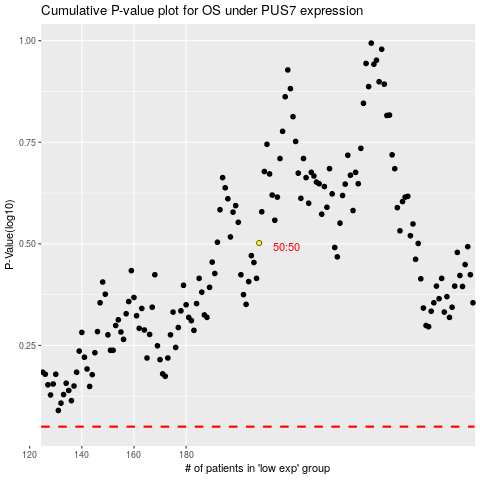 Cumulative P-value plot for OS under PUS7 expression
P-Value(log10)
1.00
0.75
0.50
0.25
50:50
120 140 160 180
# of patients in 'low exp' group